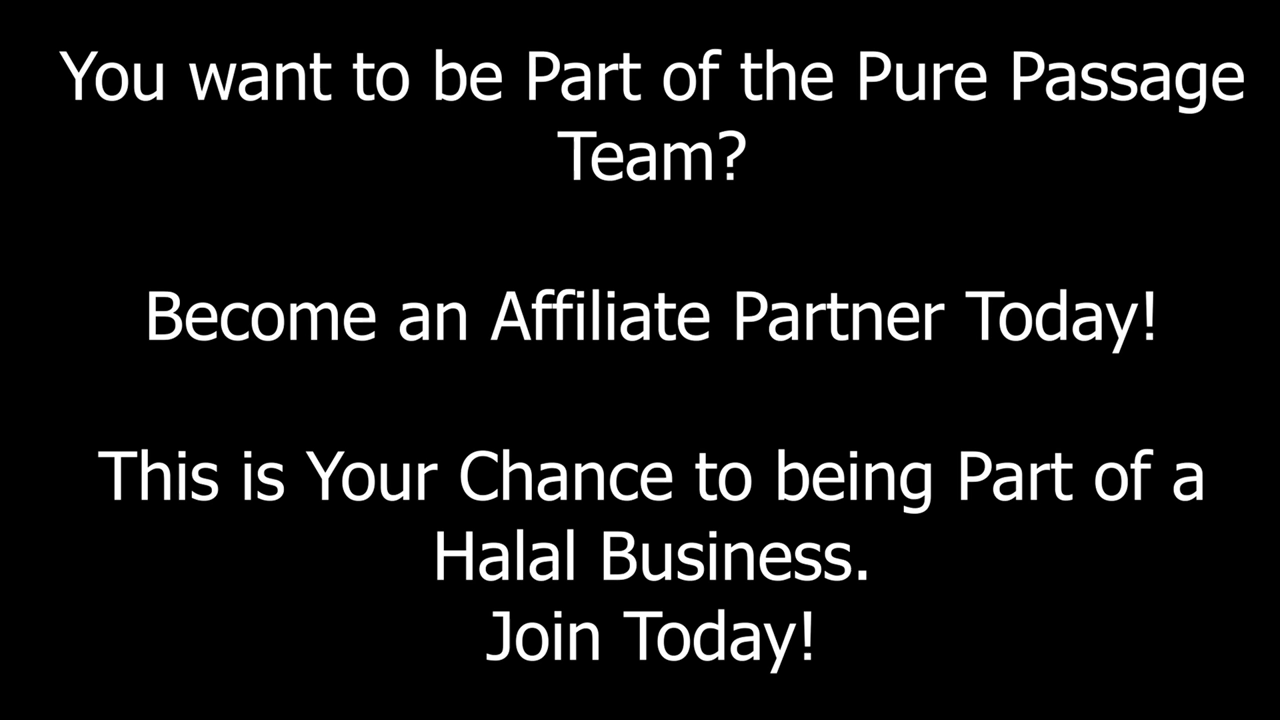 You want to be Part of the Pure Passage
Team?
Become an Affiliate Partner Today!
This is Your Chance to being Part of a
Halal Business.
Join Today!